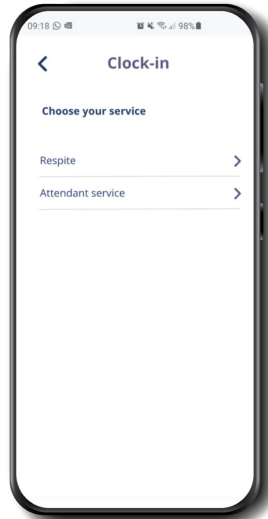 09:18 98%
Clock-in
Choose your service
Respite
Attendant service